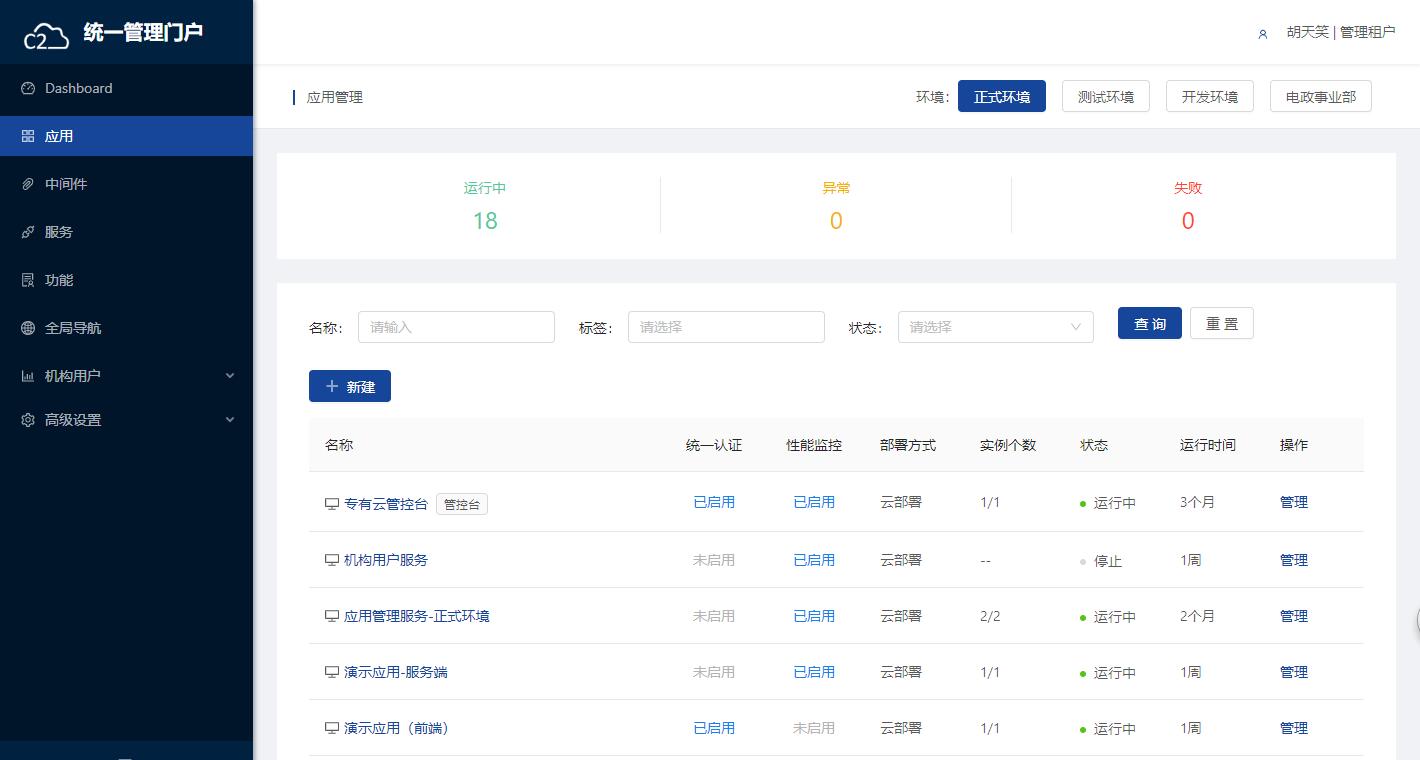 C2 统一管理门户
胡天笑 | 管理租户
Dashboard
应用
中间件
服务
功能
全局导航
机构用户
高级设置
应用管理
环境： 正式环境 测试环境 开发环境 电政事业部
运行中 异常 失败
18 0 0
名称： 请输入 标签： 请选择 状态： 请选择 查 询 重 置
新建
名称 统一认证 性能监控 部署方式 实例个数 状态 运行时间 操作
专有云管控台 管控台 已启用 已启用 云部署 1/1 运行中 3个月 管理
机构用户服务 未启用 已启用 云部署 -- 停止 1周 管理
应用管理服务-正式环境 未启用 已启用 云部署 2/2 运行中 2个月 管理
演示应用-服务端 未启用 已启用 云部署 1/1 运行中 1周 管理
演示应用（前端） 已启用 未启用 云部署 1/1 运行中 1周 管理